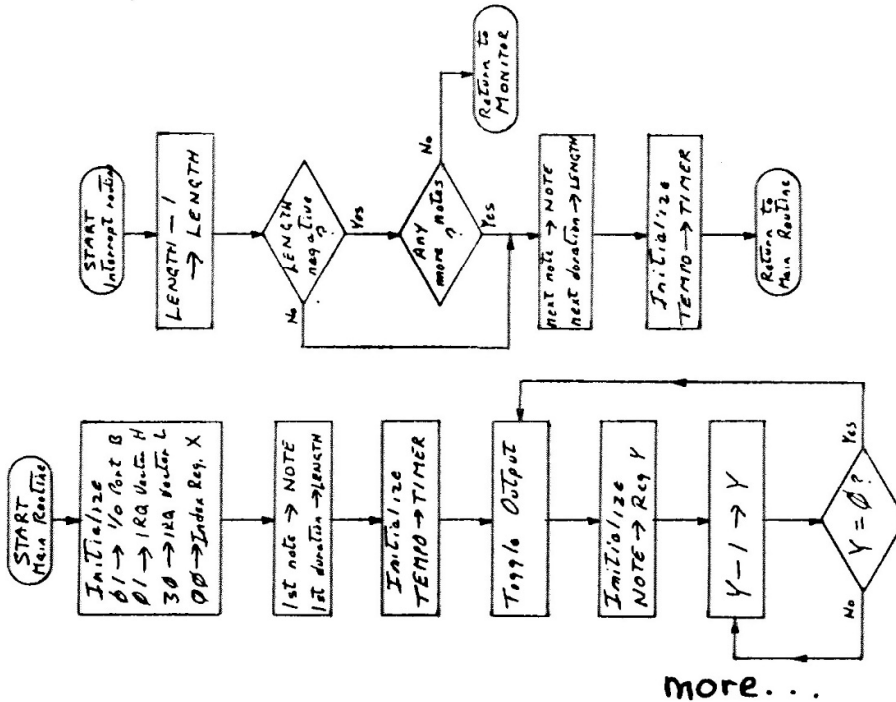 START
Main Routine
Initialize
01 → I/O Port B
01 → IRQ Vector H
30 → IRQ Vector L
00 → Index Reg. X
1st note → NOTE
1st duration → LENGTH
Initialize
TEMPO → TIMER
Toggle Output
Initialize
NOTE → Reg Y
Y - 1 → Y
Y = 0?
No
Yes
START
Interrupt routine
LENGTH - 1
→ LENGTH
LENGTH
negative
?
No
Yes
Any
more notes
?
No
Yes
Return to
MONITOR
next note → NOTE
next duration → LENGTH
Initialize
TEMPO → TIMER
Return to
Main Routine
more...